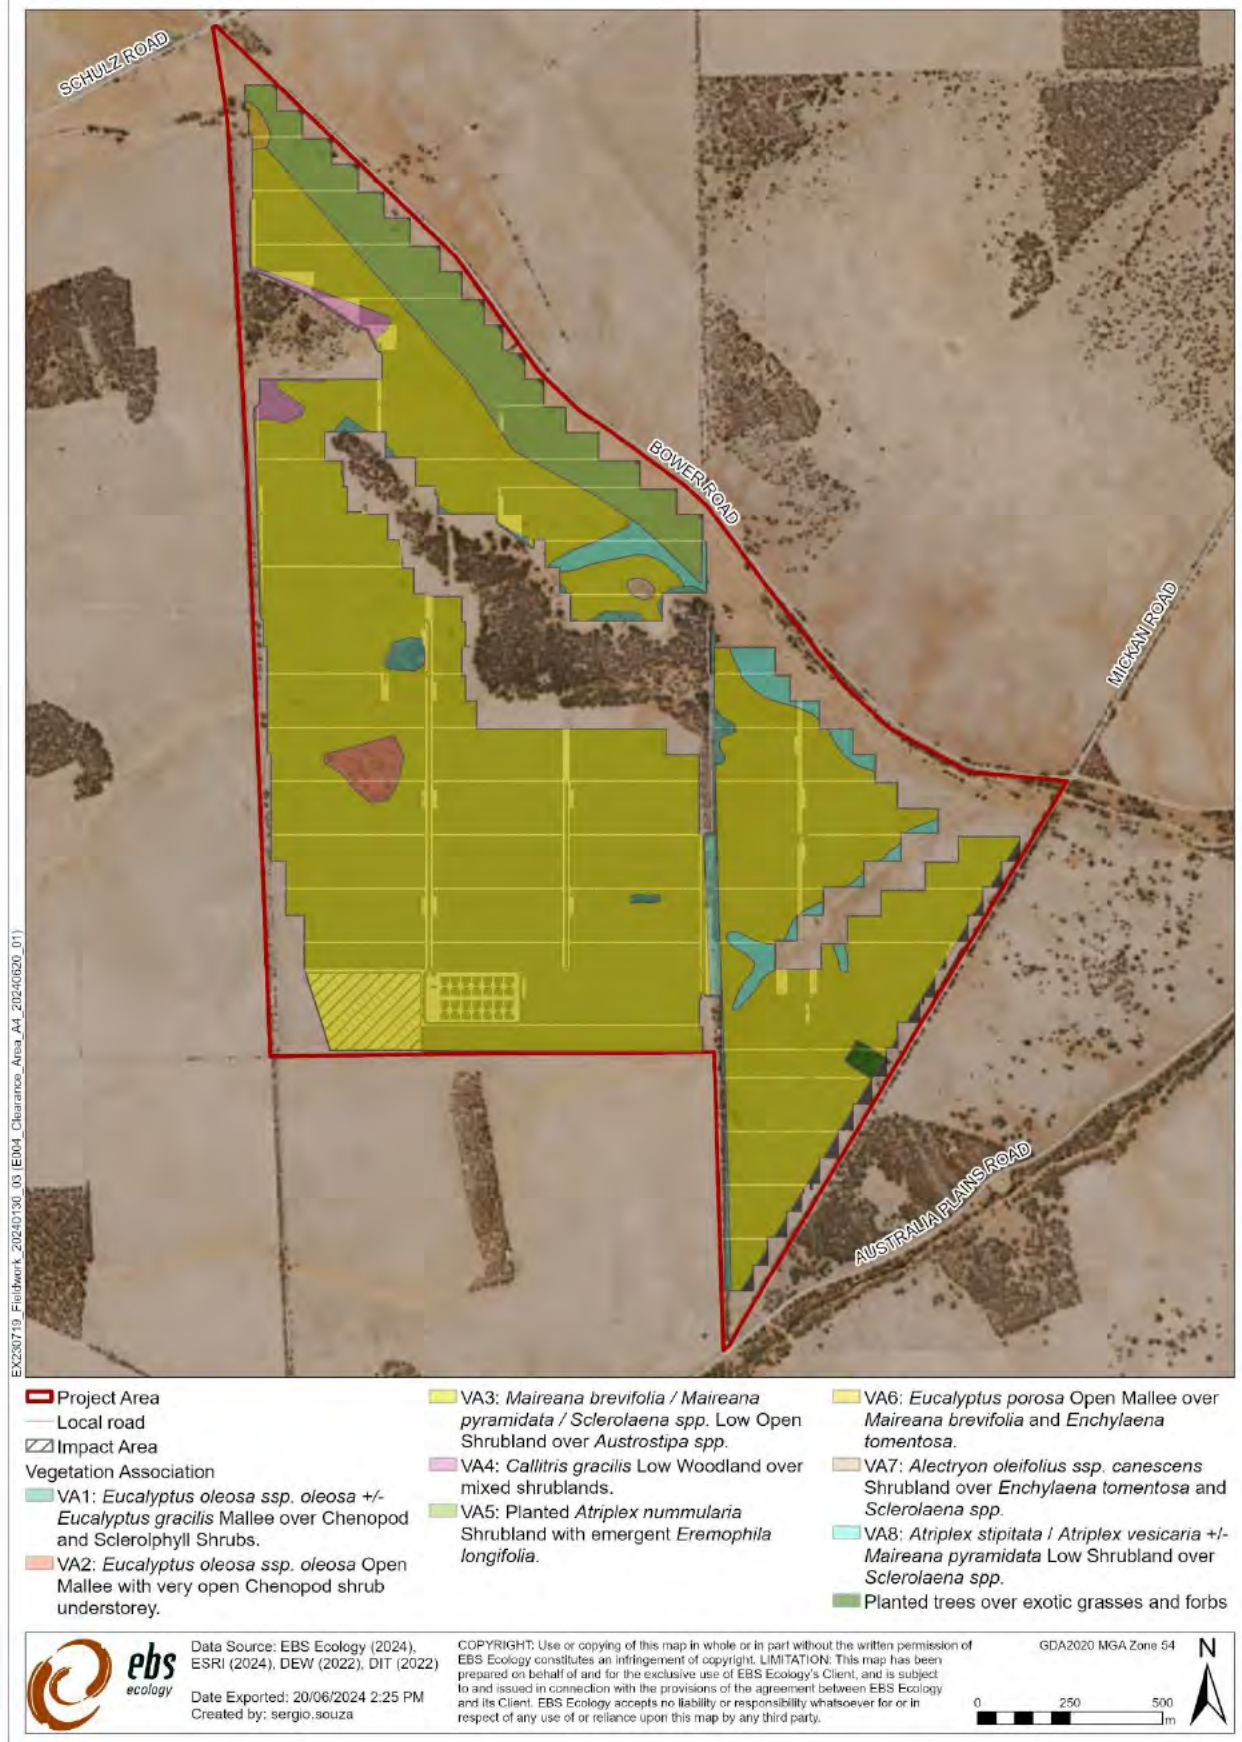 SCHULZ ROAD
BOWER ROAD
MICKAN ROAD
AUSTRALIA PLAINS ROAD
EX230719_Fieldwork_20240130_03 (E004_Clearance_Area_A4_20240620_01)
Project Area
Local road
Impact Area
Vegetation Association
VA1: Eucalyptus oleosa ssp. oleosa +/-
Eucalyptus gracilis Mallee over Chenopod
and Sclerolphyll Shrubs.
VA2: Eucalyptus oleosa ssp. oleosa Open
Mallee with very open Chenopod shrub
understorey.
VA3: Maireana brevifolia / Maireana
pyramidata / Sclerolaena spp. Low Open
Shrubland over Austrostipa spp.
VA4: Callitris gracilis Low Woodland over
mixed shrublands.
VA5: Planted Atriplex nummularia
Shrubland with emergent Eremophila
longifolia.
VA6: Eucalyptus porosa Open Mallee over
Maireana brevifolia and Enchylaena
tomentosa.
VA7: Alectryon oleifolius ssp. canescens
Shrubland over Enchylaena tomentosa and
Sclerolaena spp.
VA8: Atriplex stipitata / Atriplex vesicaria +/-
Maireana pyramidata Low Shrubland over
Sclerolaena spp.
Planted trees over exotic grasses and forbs
ebs
ecology
Data Source: EBS Ecology (2024),
ESRI (2024), DEW (2022), DIT (2022)
Date Exported: 20/06/2024 2:25 PM
Created by: sergio.souza
COPYRIGHT: Use or copying of this map in whole or in part without the written permission of
EBS Ecology constitutes an infringement of copyright. LIMITATION: This map has been
prepared on behalf of and for the exclusive use of EBS Ecology's Client, and is subject
to and issued in connection with the provisions of the agreement between EBS Ecology
and its Client. EBS Ecology accepts no liability or responsibility whatsoever for or in
respect of any use of or reliance upon this map by any third party.
GDA2020 MGA Zone 54
N
0 250 500
m